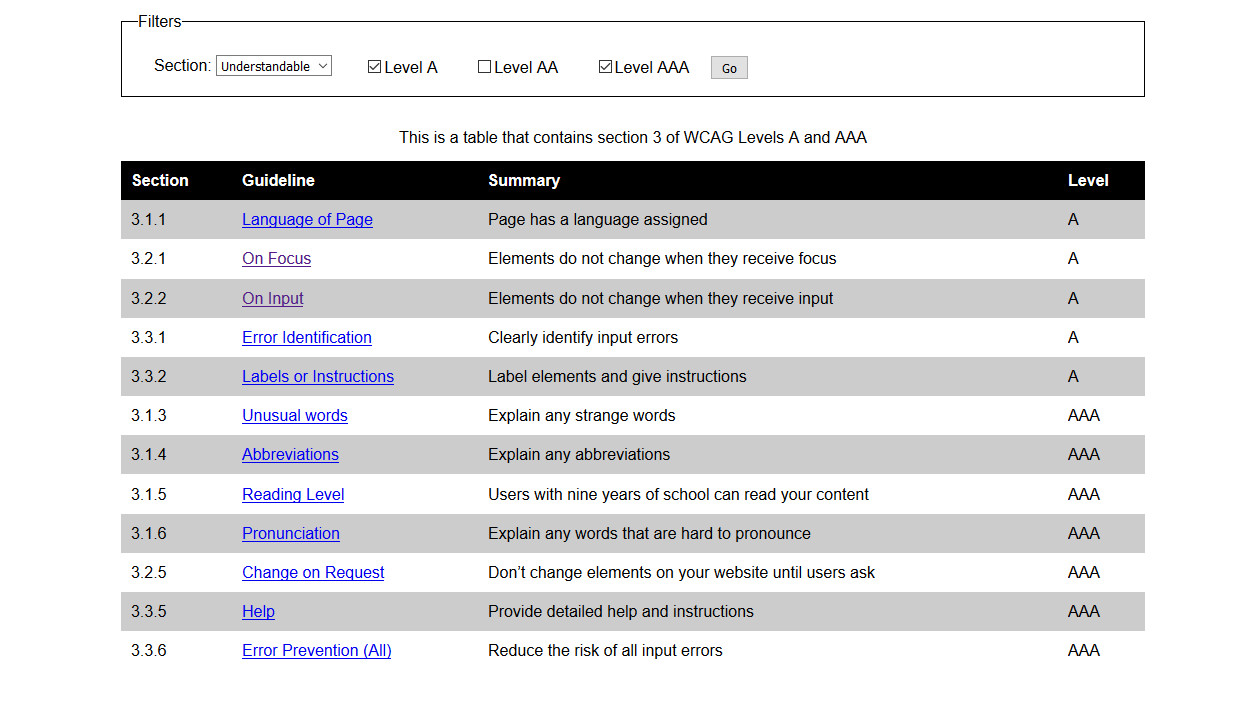 Filters
Section: Understandable Level A Level AA Level AAA Go
This is a table that contains section 3 of WCAG Levels A and AAA
Section Guideline Summary Level
3.1.1 Language of Page Page has a language assigned A
3.2.1 On Focus Elements do not change when they receive focus A
3.2.2 On Input Elements do not change when they receive input A
3.3.1 Error Identification Clearly identify input errors A
3.3.2 Labels or Instructions Label elements and give instructions A
3.1.3 Unusual words Explain any strange words AAA
3.1.4 Abbreviations Explain any abbreviations AAA
3.1.5 Reading Level Users with nine years of school can read your content AAA
3.1.6 Pronunciation Explain any words that are hard to pronounce AAA
3.2.5 Change on Request Don’t change elements on your website until users ask AAA
3.3.5 Help Provide detailed help and instructions AAA
3.3.6 Error Prevention (All) Reduce the risk of all input errors AAA